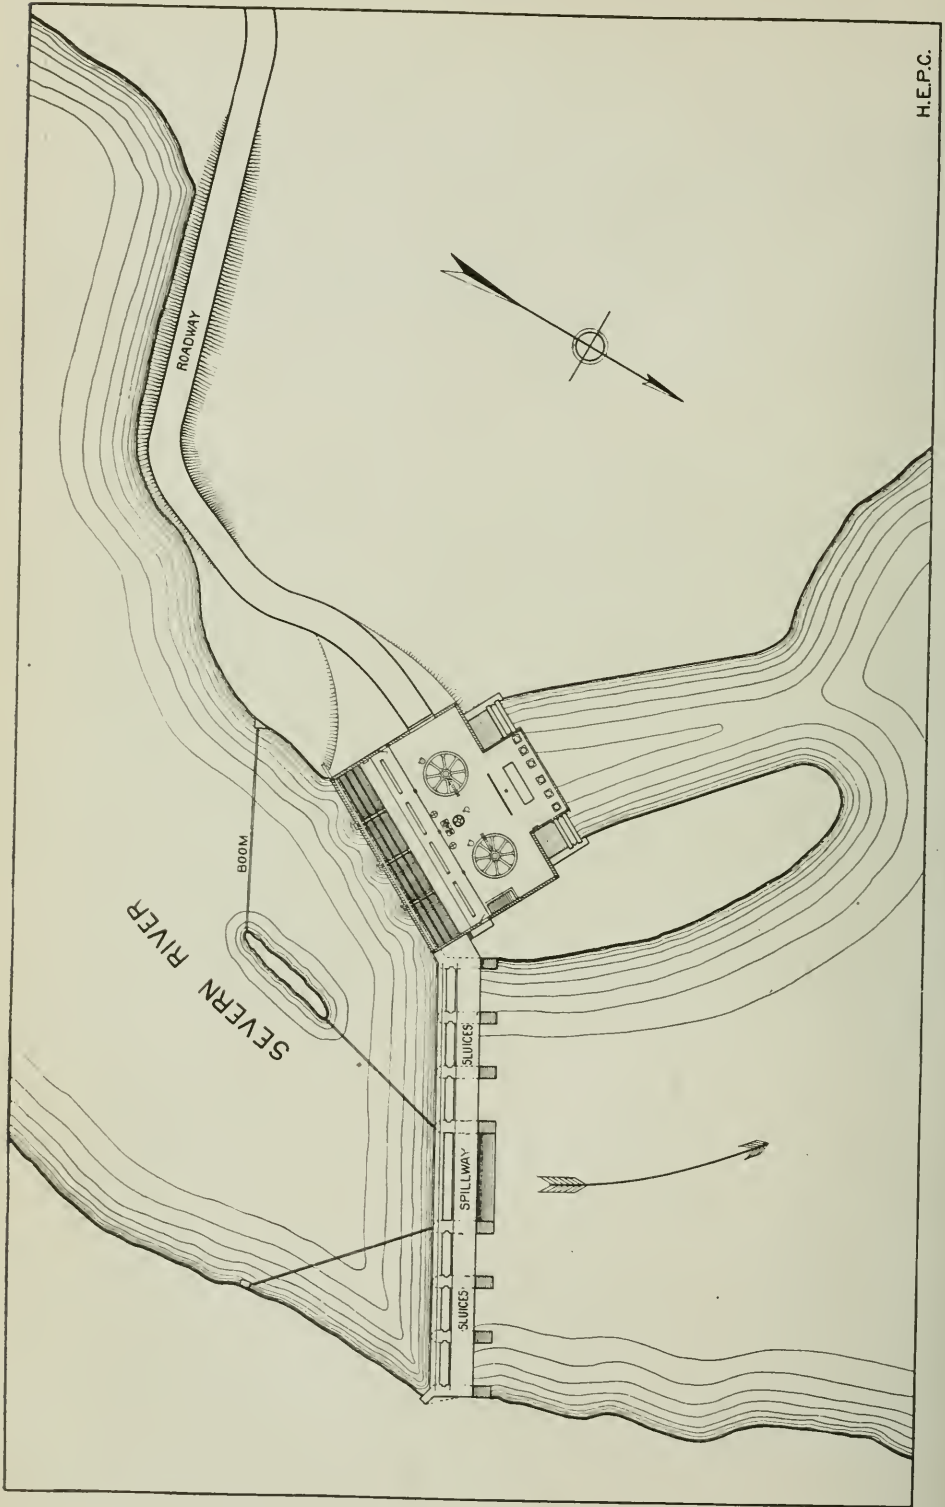 H.E.P.C.
ROADWAY
BOOM
SEVERN RIVER
SLUICES
SPILLWAY
SLUICES